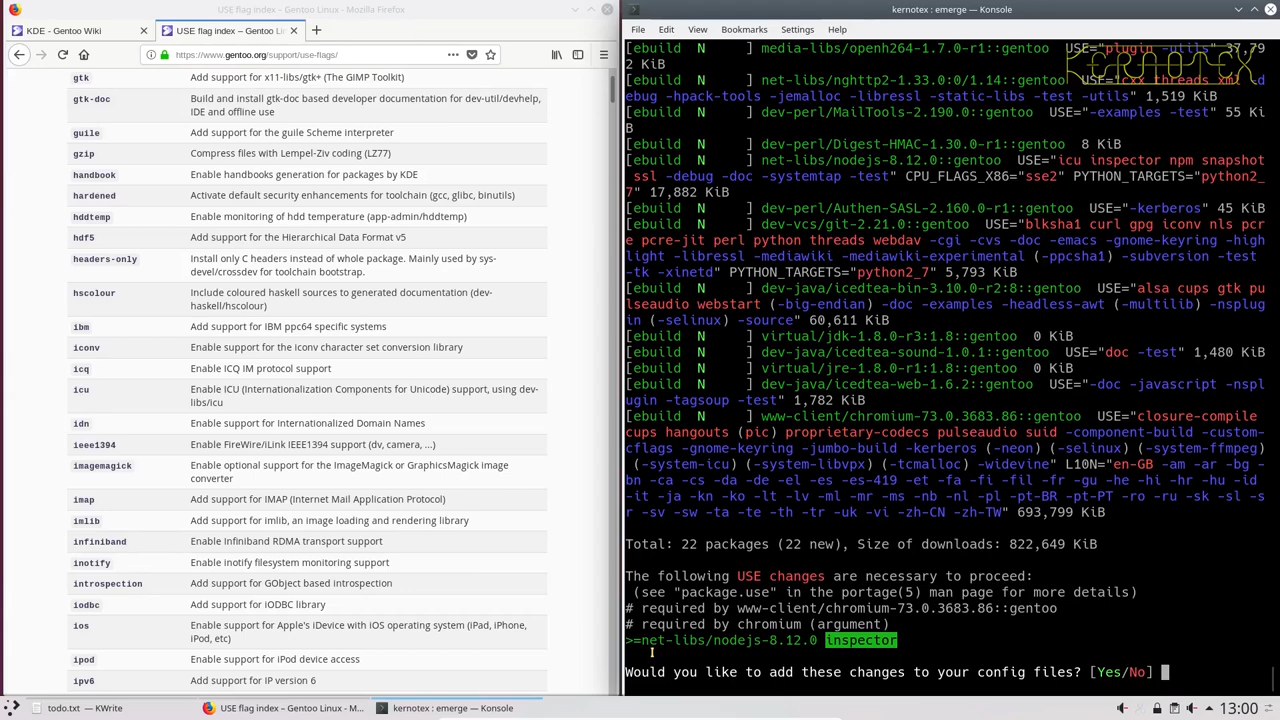 USE flag index – Gentoo Linux - Mozilla Firefox
KDE - Gentoo Wiki
USE flag index – Gentoo Lin
https://www.gentoo.org/support/use-flags/
gtk Add support for x11-libs/gtk+ (The GIMP Toolkit)
gtk-doc Build and install gtk-doc based developer documentation for dev-util/devhelp,
IDE and offline use
guile Add support for the guile Scheme interpreter
gzip Compress files with Lempel-Ziv coding (LZ77)
handbook Enable handbooks generation for packages by KDE
hardened Activate default security enhancements for toolchain (gcc, glibc, binutils)
hddtemp Enable monitoring of hdd temperature (app-admin/hddtemp)
hdf5 Add support for the Hierarchical Data Format v5
headers-only Install only C headers instead of whole package. Mainly used by sys-
devel/crossdev for toolchain bootstrap.
hscolour Include coloured haskell sources to generated documentation (dev-
haskell/hscolour)
ibm Add support for IBM ppc64 specific systems
iconv Enable support for the iconv character set conversion library
icq Enable ICQ IM protocol support
icu Enable ICU (Internationalization Components for Unicode) support, using dev-
libs/icu
idn Enable support for Internationalized Domain Names
ieee1394 Enable FireWire/iLink IEEE1394 support (dv, camera, ...)
imagemagick Enable optional support for the ImageMagick or GraphicsMagick image
converter
imap Add support for IMAP (Internet Mail Application Protocol)
imlib Add support for imlib, an image loading and rendering library
infiniband Enable Infiniband RDMA transport support
inotify Enable inotify filesystem monitoring support
introspection Add support for GObject based introspection
iodbc Add support for iODBC library
ios Enable support for Apple's iDevice with iOS operating system (iPad, iPhone,
iPod, etc)
ipod Enable support for iPod device access
ipv6 Add support for IP version 6
kernotex : emerge — Konsole
File Edit View Bookmarks Settings Help
KERNOTEX
[ebuild  N     ] media-libs/openh264-1.7.0-r1::gentoo  USE="plugin -utils" 37,79
2 KiB
[ebuild  N     ] net-libs/nghttp2-1.33.0:0/1.14::gentoo  USE="cxx threads xml -d
ebug -hpack-tools -jemalloc -libressl -static-libs -test -utils" 1,519 KiB
[ebuild  N     ] dev-perl/MailTools-2.190.0::gentoo  USE="-examples -test" 55 Ki
B
[ebuild  N     ] dev-perl/Digest-HMAC-1.30.0-r1::gentoo  8 KiB
[ebuild  N     ] net-libs/nodejs-8.12.0::gentoo  USE="icu inspector npm snapshot
ssl -debug -doc -systemtap -test" CPU_FLAGS_X86="sse2" PYTHON_TARGETS="python2_
7" 17,882 KiB
[ebuild  N     ] dev-perl/Authen-SASL-2.160.0-r1::gentoo  USE="-kerberos" 45 KiB
[ebuild  N     ] dev-vcs/git-2.21.0::gentoo  USE="blksha1 curl gpg iconv nls pcr
e pcre-jit perl python threads webdav -cgi -cvs -doc -emacs -gnome-keyring -high
light -libressl -mediawiki -mediawiki-experimental (-ppcsha1) -subversion -test
-tk -xinetd" PYTHON_TARGETS="python2_7" 5,793 KiB
[ebuild  N     ] dev-java/icedtea-bin-3.10.0-r2:8::gentoo  USE="alsa cups gtk pu
lseaudio webstart (-big-endian) -doc -examples -headless-awt (-multilib) -nsplug
in (-selinux) -source" 60,611 KiB
[ebuild  N     ] virtual/jdk-1.8.0-r3:1.8::gentoo  0 KiB
[ebuild  N     ] dev-java/icedtea-sound-1.0.1::gentoo  USE="doc -test" 1,480 KiB
[ebuild  N     ] virtual/jre-1.8.0-r1:1.8::gentoo  0 KiB
[ebuild  N     ] dev-java/icedtea-web-1.6.2::gentoo  USE="-doc -javascript -nspl
ugin -tagsoup -test" 1,782 KiB
[ebuild  N     ] www-client/chromium-73.0.3683.86::gentoo  USE="closure-compile
cups hangouts (pic) proprietary-codecs pulseaudio suid -component-build -custom-
cflags -gnome-keyring -jumbo-build -kerberos (-neon) (-selinux) (-system-ffmpeg)
(-system-icu) (-system-libvpx) (-tcmalloc) -widevine" L10N="en-GB -am -ar -bg -
bn -ca -cs -da -de -el -es -es-419 -et -fa -fi -fil -fr -gu -he -hi -hr -hu -id
-it -ja -kn -ko -lt -lv -ml -mr -ms -nb -nl -pl -pt-BR -pt-PT -ro -ru -sk -sl -s
r -sv -sw -ta -te -th -tr -uk -vi -zh-CN -zh-TW" 693,799 KiB
Total: 22 packages (22 new), Size of downloads: 822,649 KiB
The following USE changes are necessary to proceed:
(see "package.use" in the portage(5) man page for more details)
# required by www-client/chromium-73.0.3683.86::gentoo
# required by chromium (argument)
>=net-libs/nodejs-8.12.0 inspector
Would you like to add these changes to your config files? [Yes/No]
todo.txt — KWrite
USE flag index – Gentoo Linux - M...
kernotex : emerge — Konsole
13:00